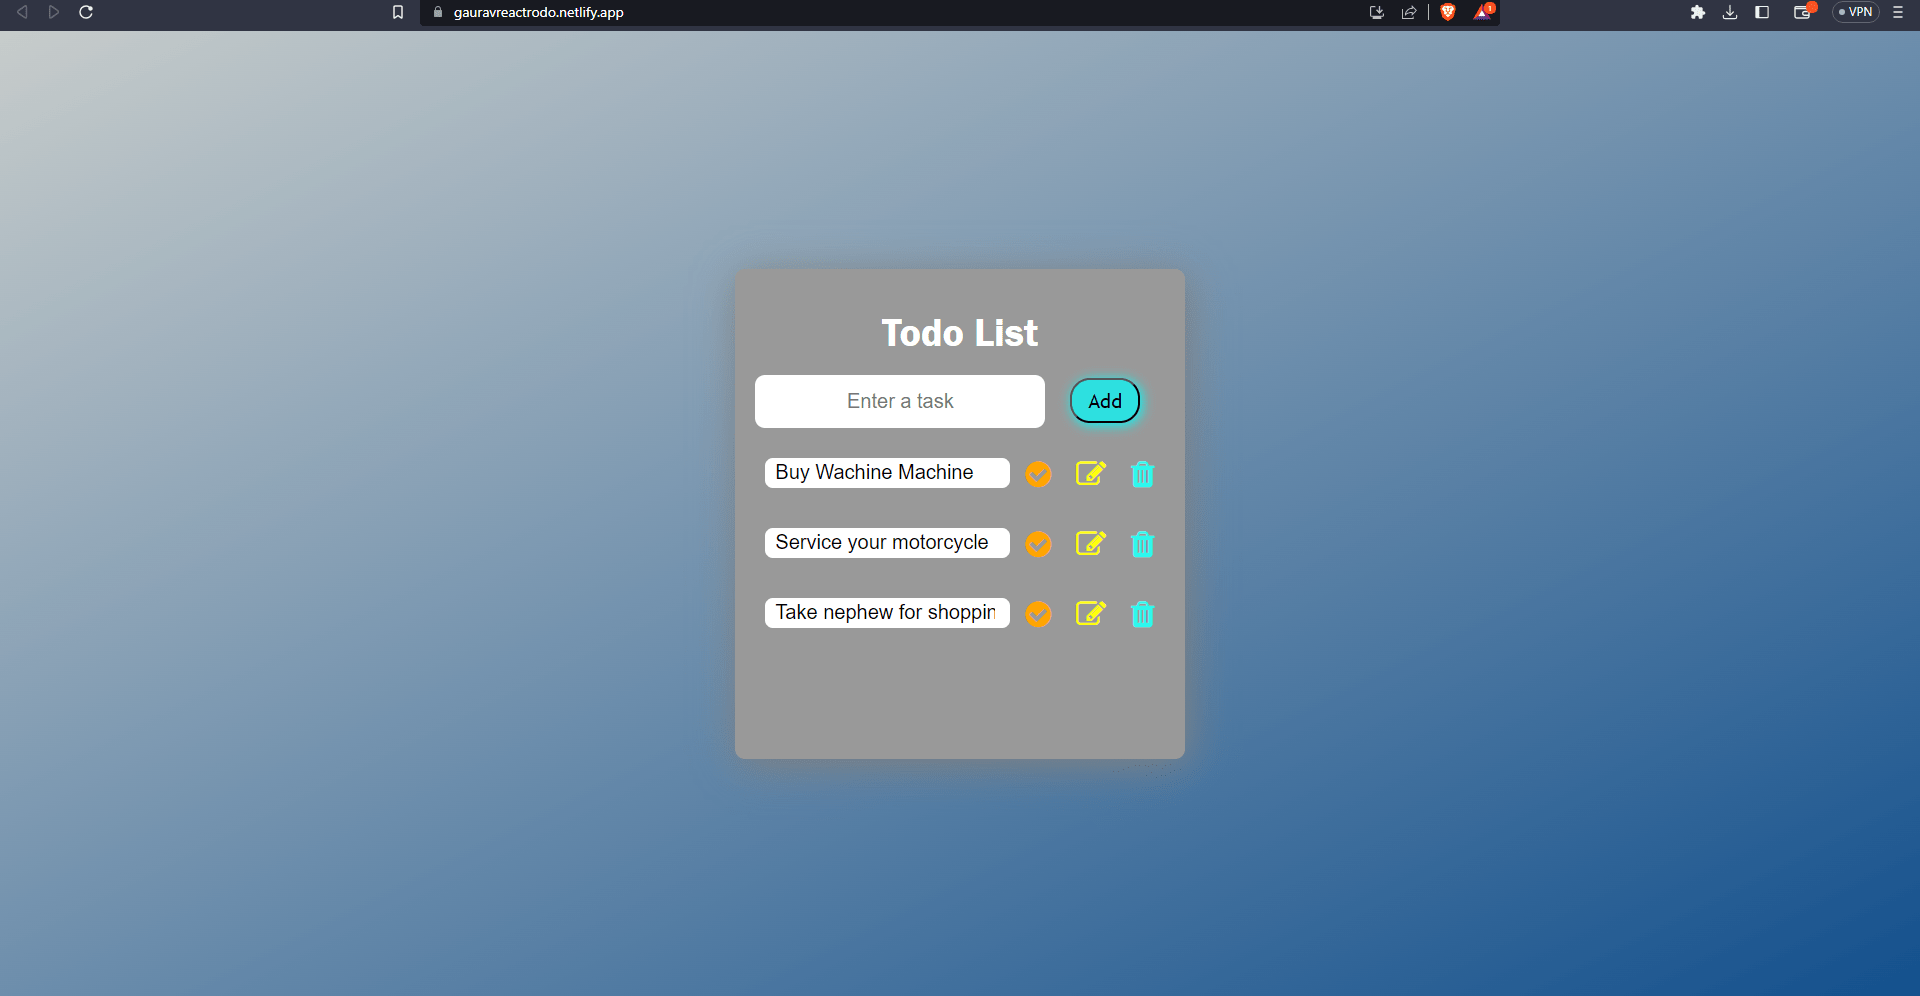 gauravreactrodo.netlify.app
1
VPN
Todo List
Enter a task
Add
Buy Wachine Machine
Service your motorcycle
Take nephew for shoppin